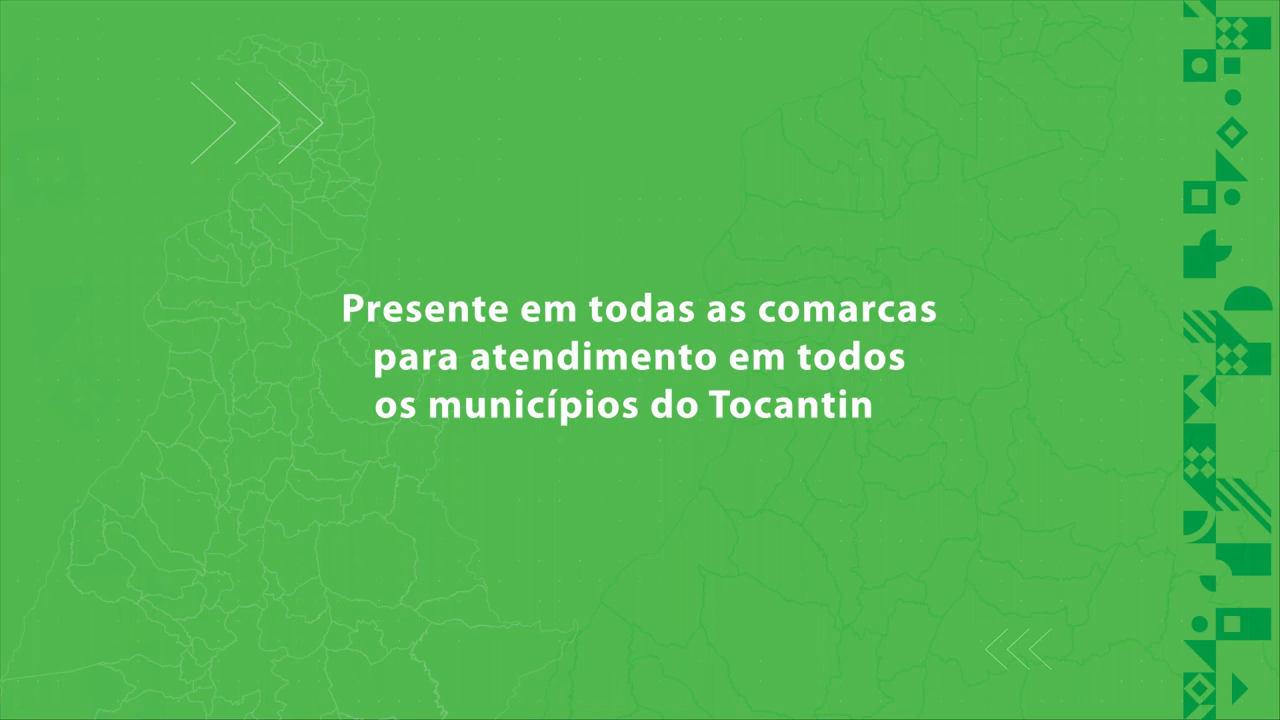 Presente em todas as comarcas
para atendimento em todos
os municípios do Tocantin